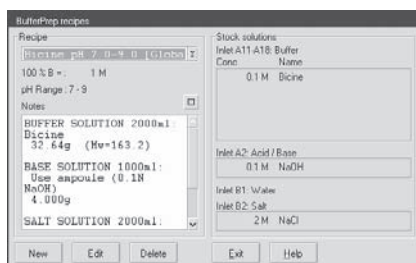 BufferPrep recipes
Recipe
Bicine pH 7.0-9.0 [Globa
100 % B = : 1 M
pH Range : 7 - 9
Notes
BUFFER SOLUTION 2000ml:
Bicine
32.64g (Mw=163.2)
BASE SOLUTION 1000ml:
Use ampoule (0.1N
NaOH)
4.000g
SALT SOLUTION 2000ml:
New Edit Delete
Stock solutions
Inlet A11-A18: Buffer
Conc Name
0.1 M Bicine
Inlet A2: Acid / Base
0.1 M NaOH
Inlet B1: Water
Inlet B2: Salt
2 M NaCl
Exit Help